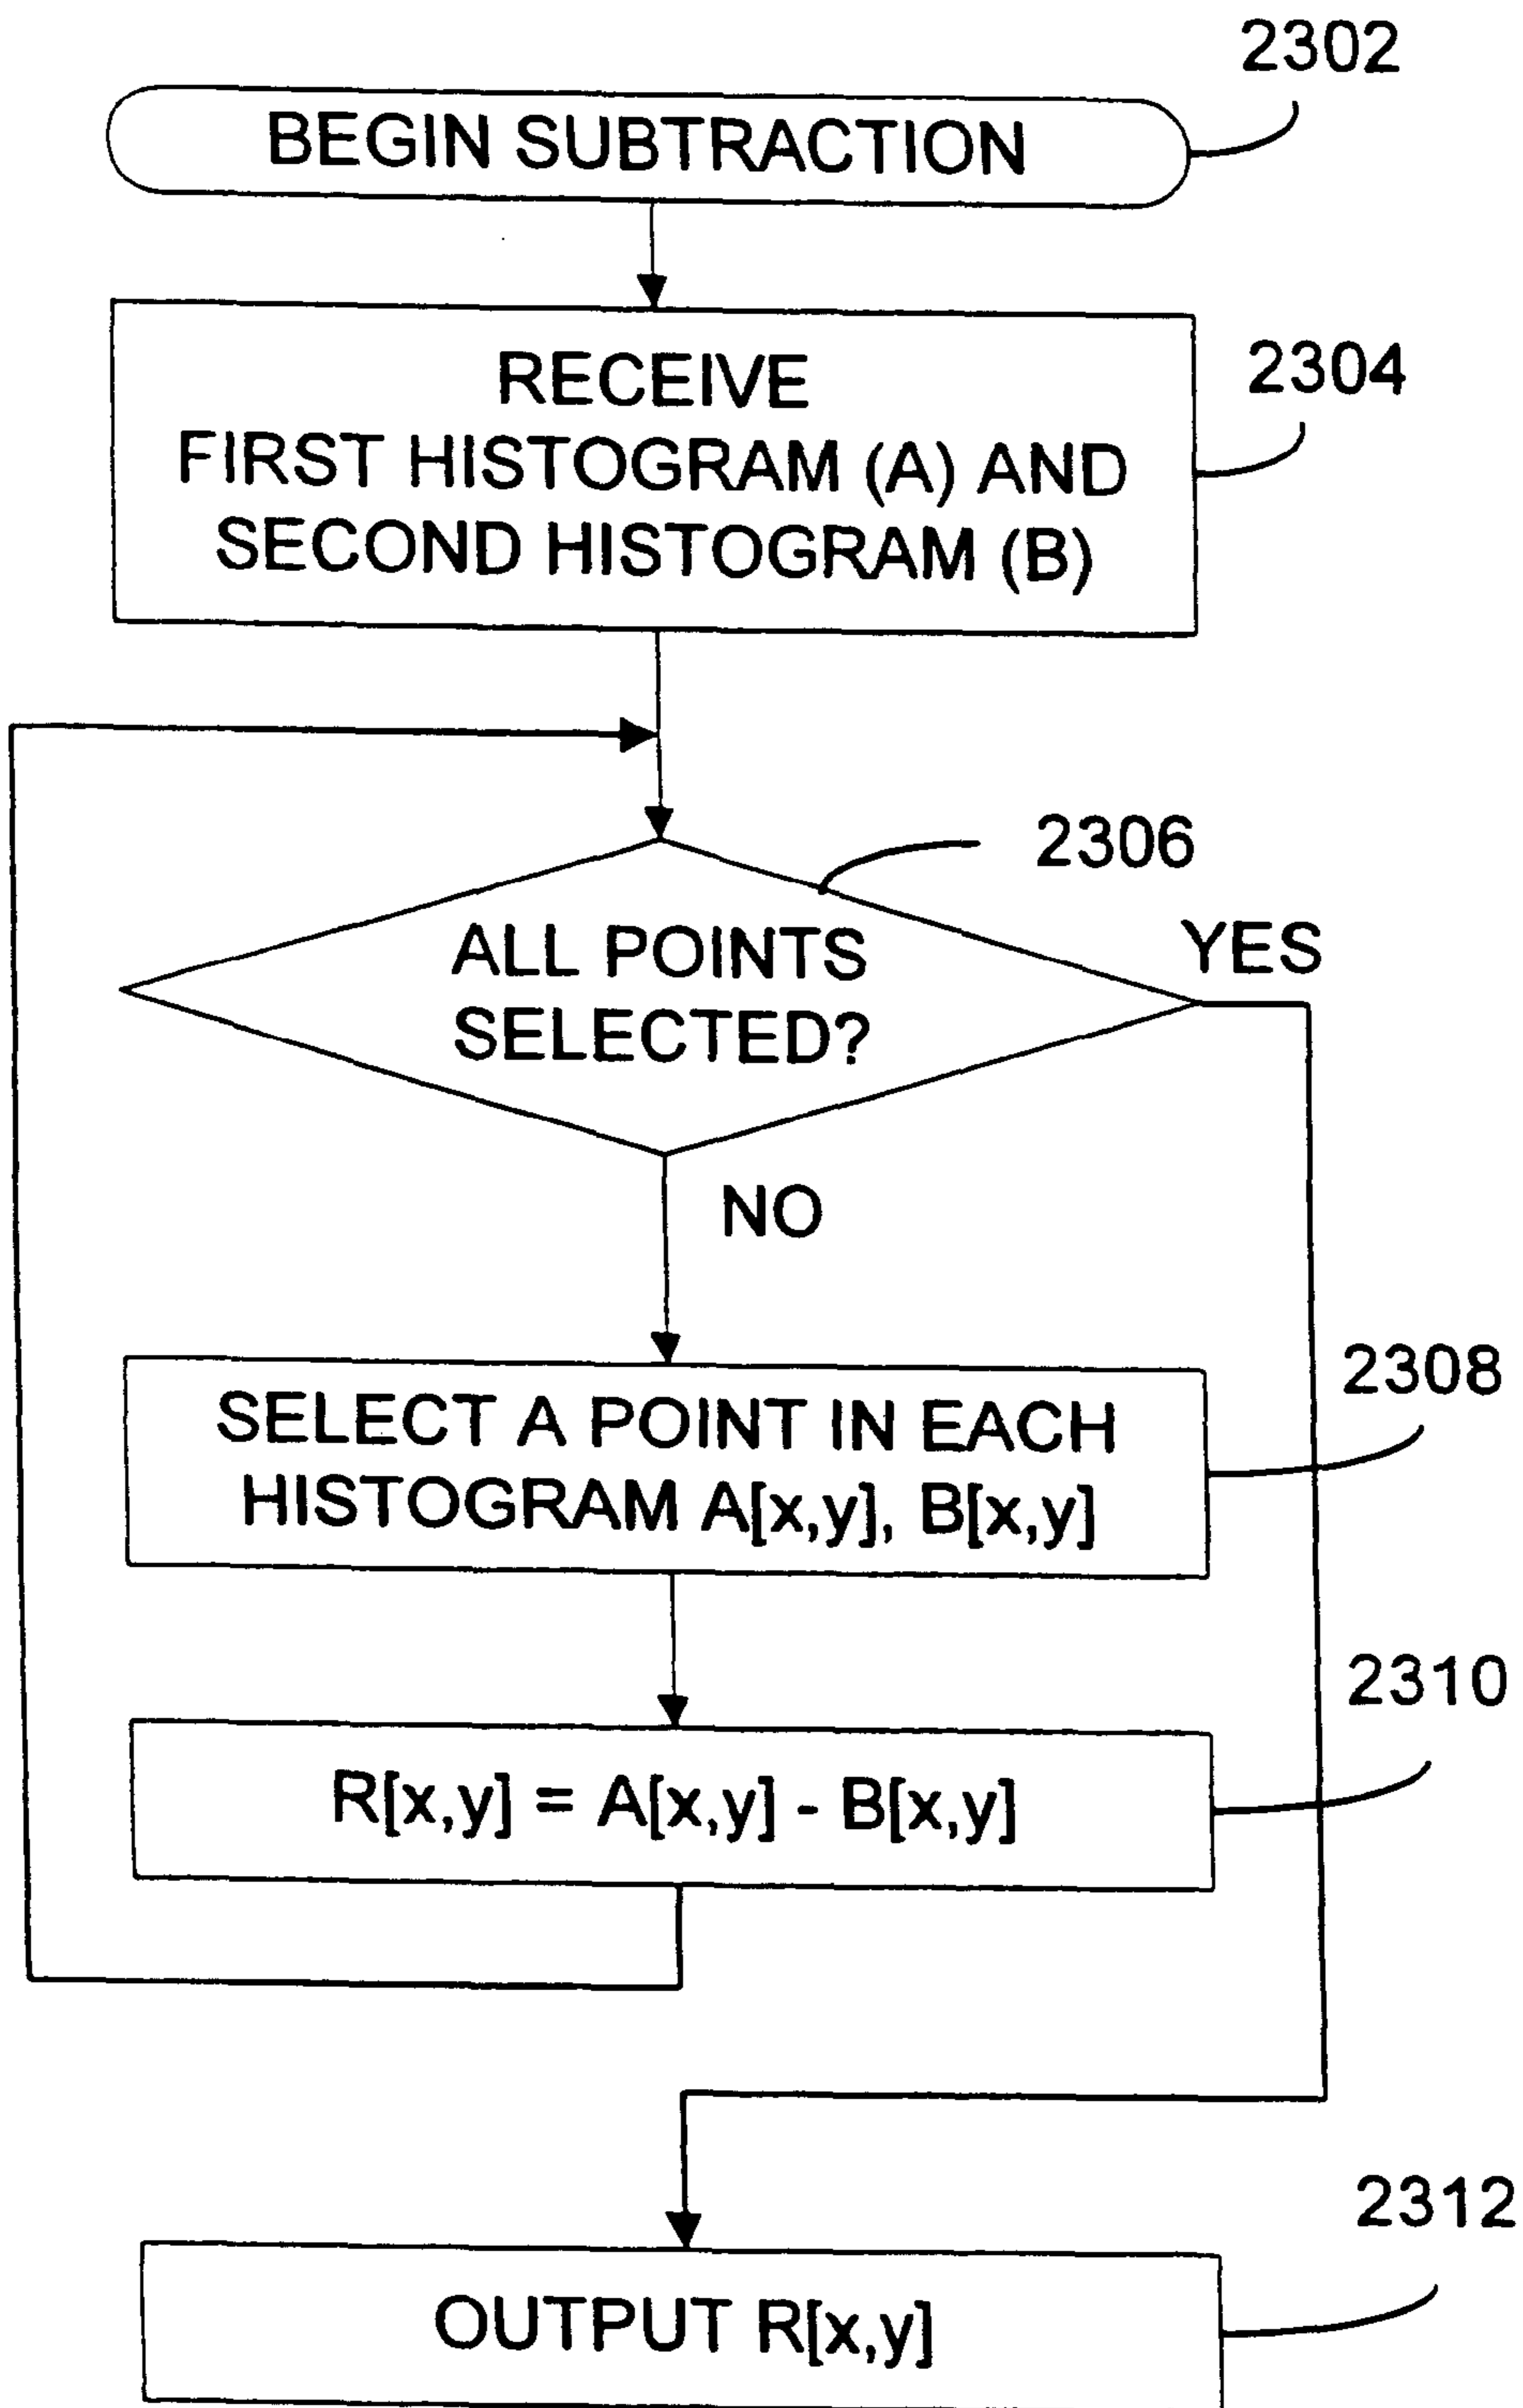 2302
BEGIN SUBTRACTION
2304
RECEIVE
FIRST HISTOGRAM (A) AND
SECOND HISTOGRAM (B)
2306
ALL POINTS
SELECTED?
YES
NO
2308
SELECT A POINT IN EACH
HISTOGRAM A[x,y], B[x,y]
2310
R[x,y] = A[x,y] - B[x,y]
2312
OUTPUT R[x,y]